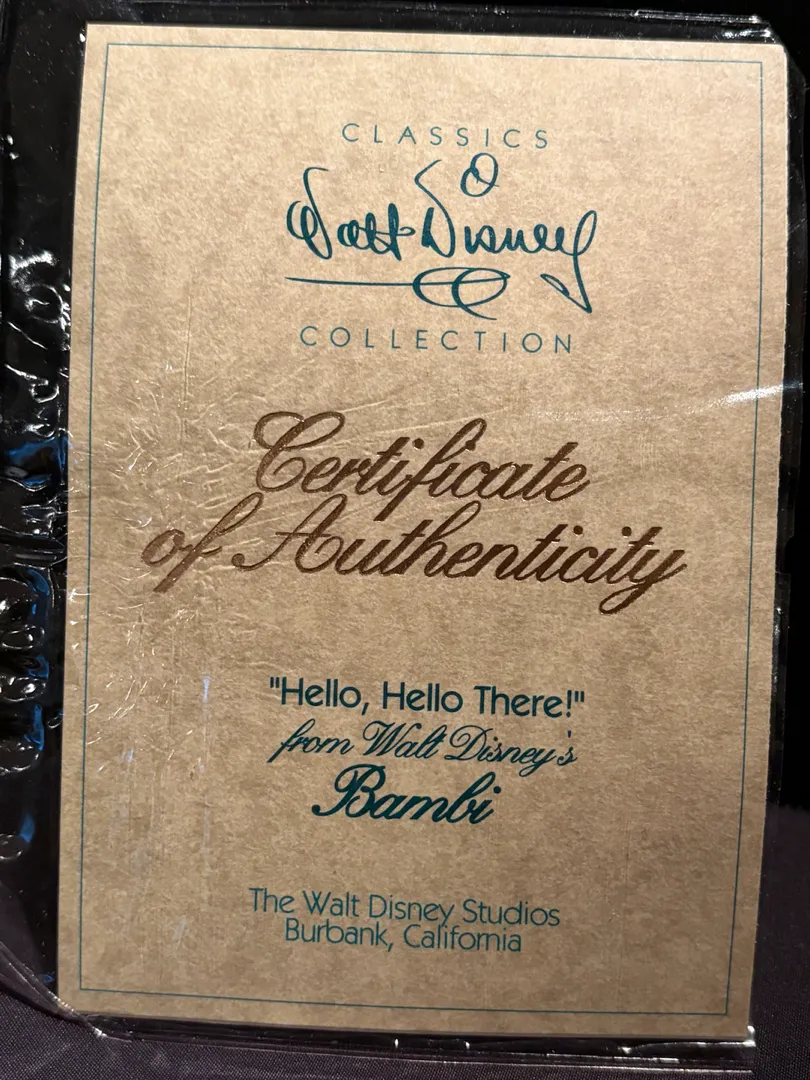 CLASSICS
Walt Disney
COLLECTION
Certificate
of Authenticity
"Hello, Hello There!"
from Walt Disney's
Bambi
The Walt Disney Studios
Burbank, California